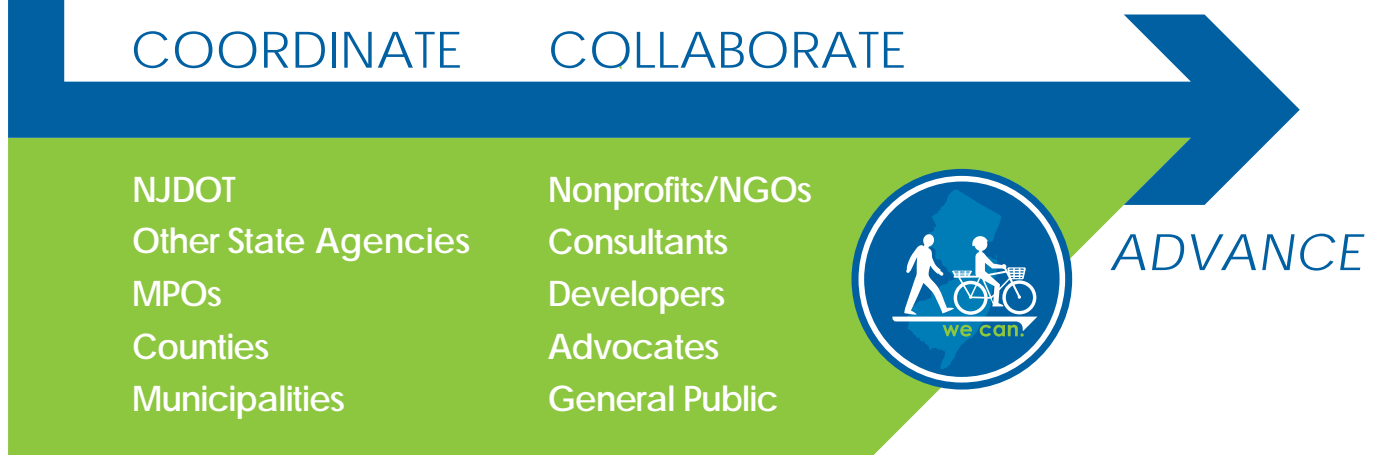 COORDINATE
COLLABORATE
NJDOT
Other State Agencies
MPOs
Counties
Municipalities
Nonprofits/NGOs
Consultants
Developers
Advocates
General Public
we can.
ADVANCE